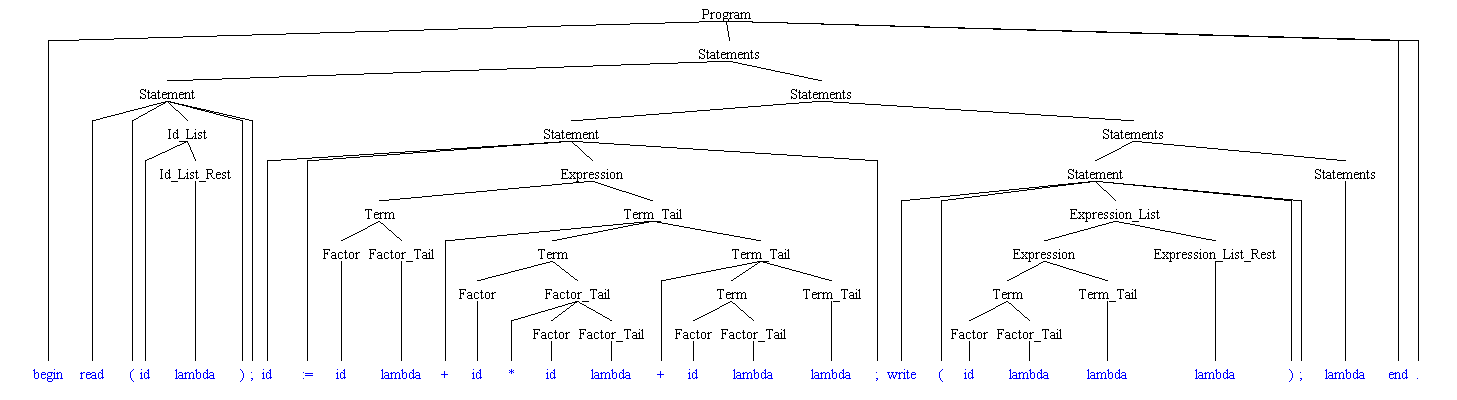 Program
Statements
Statement Statements
Id_List Statement Statements
Id_List_Rest Expression Statement Statements
Term Term_Tail Expression_List
Factor Factor_Tail Term Term_Tail Expression Expression_List_Rest
Factor Factor_Tail Term Term_Tail Term Term_Tail
Factor Factor_Tail Factor Factor_Tail Factor Factor_Tail
begin read ( id lambda ) ; id := id lambda + id * id lambda + id lambda lambda ; write ( id lambda lambda lambda ) ; lambda end .